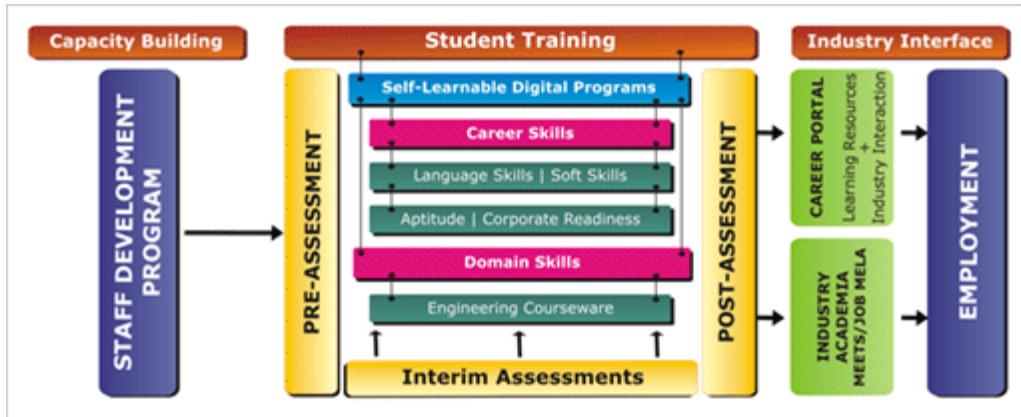 Capacity Building
Student Training
Industry Interface
STAFF DEVELOPMENT
PROGRAM
PRE-ASSESSMENT
Self-Learnable Digital Programs
Career Skills
Language Skills | Soft Skills
Aptitude | Corporate Readiness
Domain Skills
Engineering Courseware
Interim Assessments
POST-ASSESSMENT
CAREER PORTAL
Learning Resources
+
Industry Interaction
INDUSTRY
ACADEMIA
MEETS/JOB MELA
EMPLOYMENT